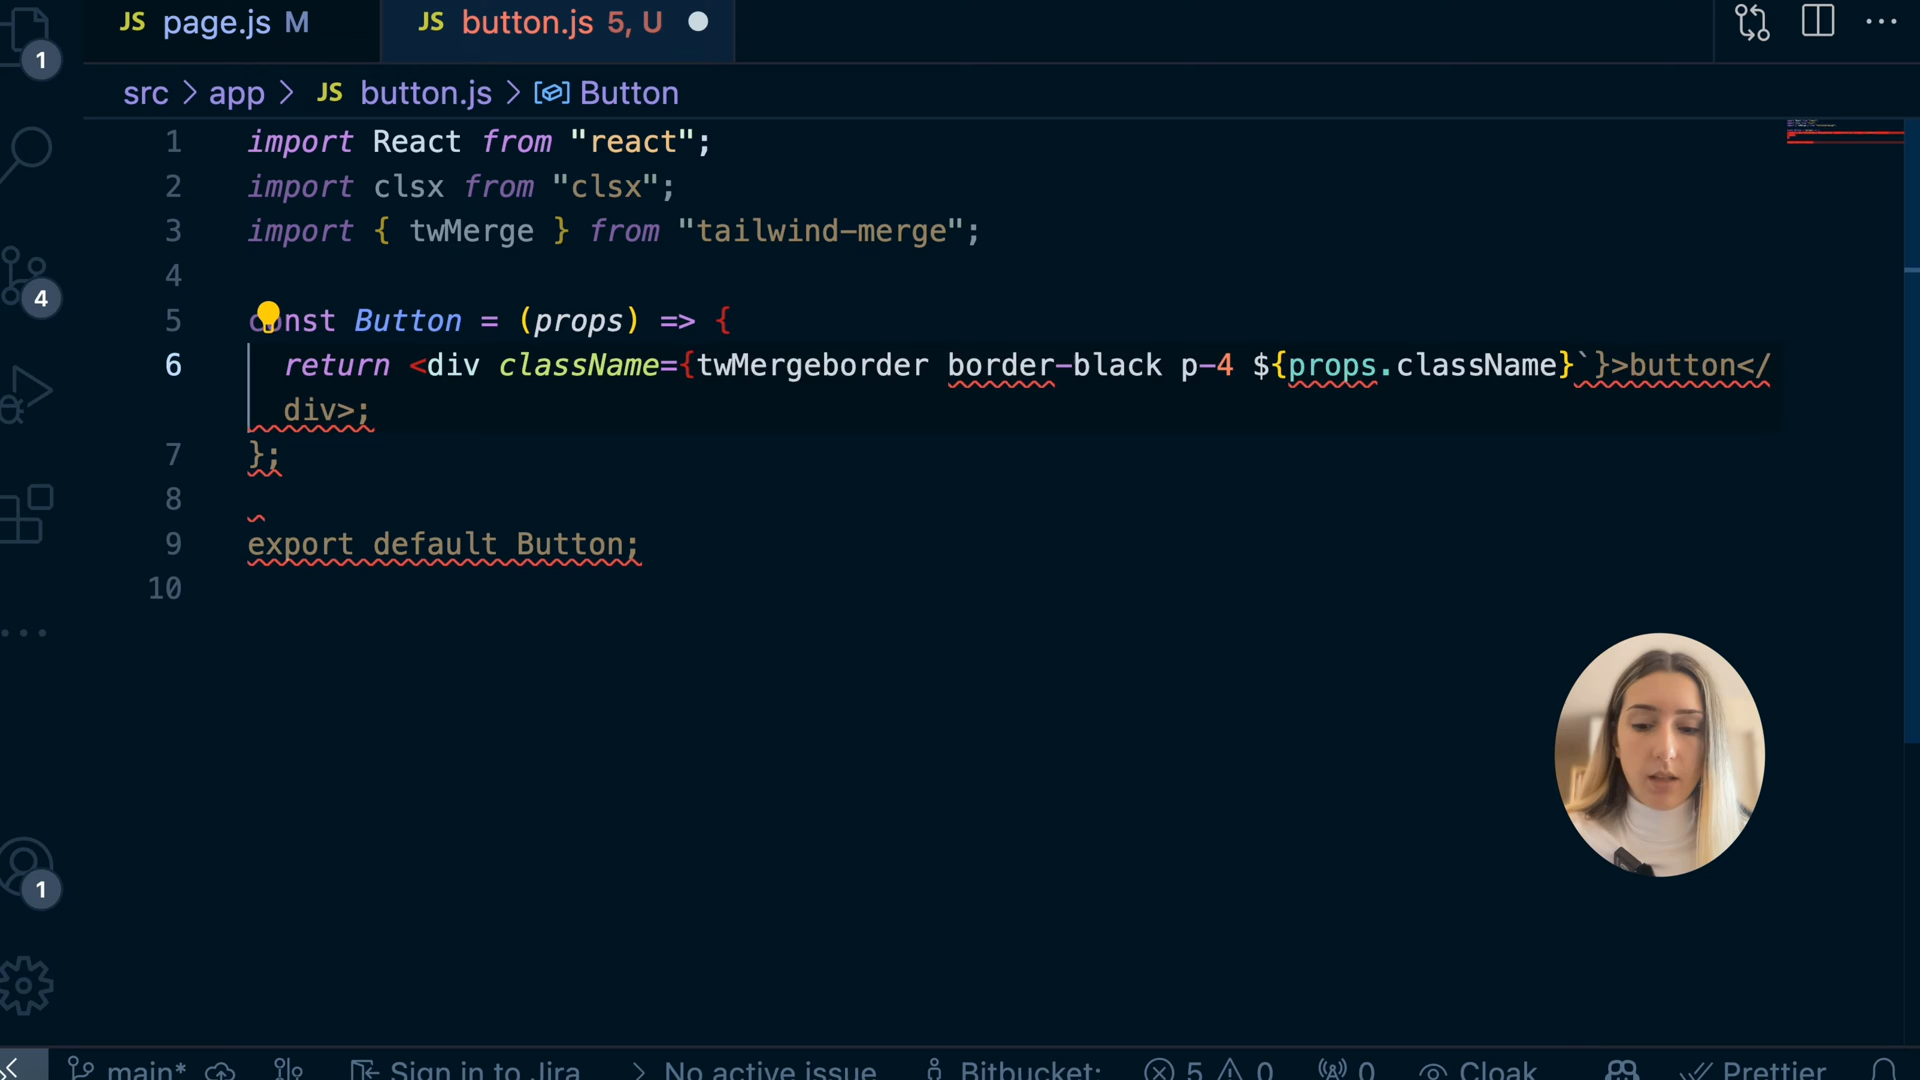 JS page.js M
JS button.js 5, U
1
src > app > JS button.js > Button
1 import React from "react";
2 import clsx from "clsx";
3 import { twMerge } from "tailwind-merge";
4
5 const Button = (props) => {
6 return <div className={twMergeborder border-black p-4 ${props.className}`}>button</
div>;
7 };
8
9 export default Button;
10
4
1
main* Sign in to Jira > No active issue Bitbucket: 5 0 0 Cloak Prettier